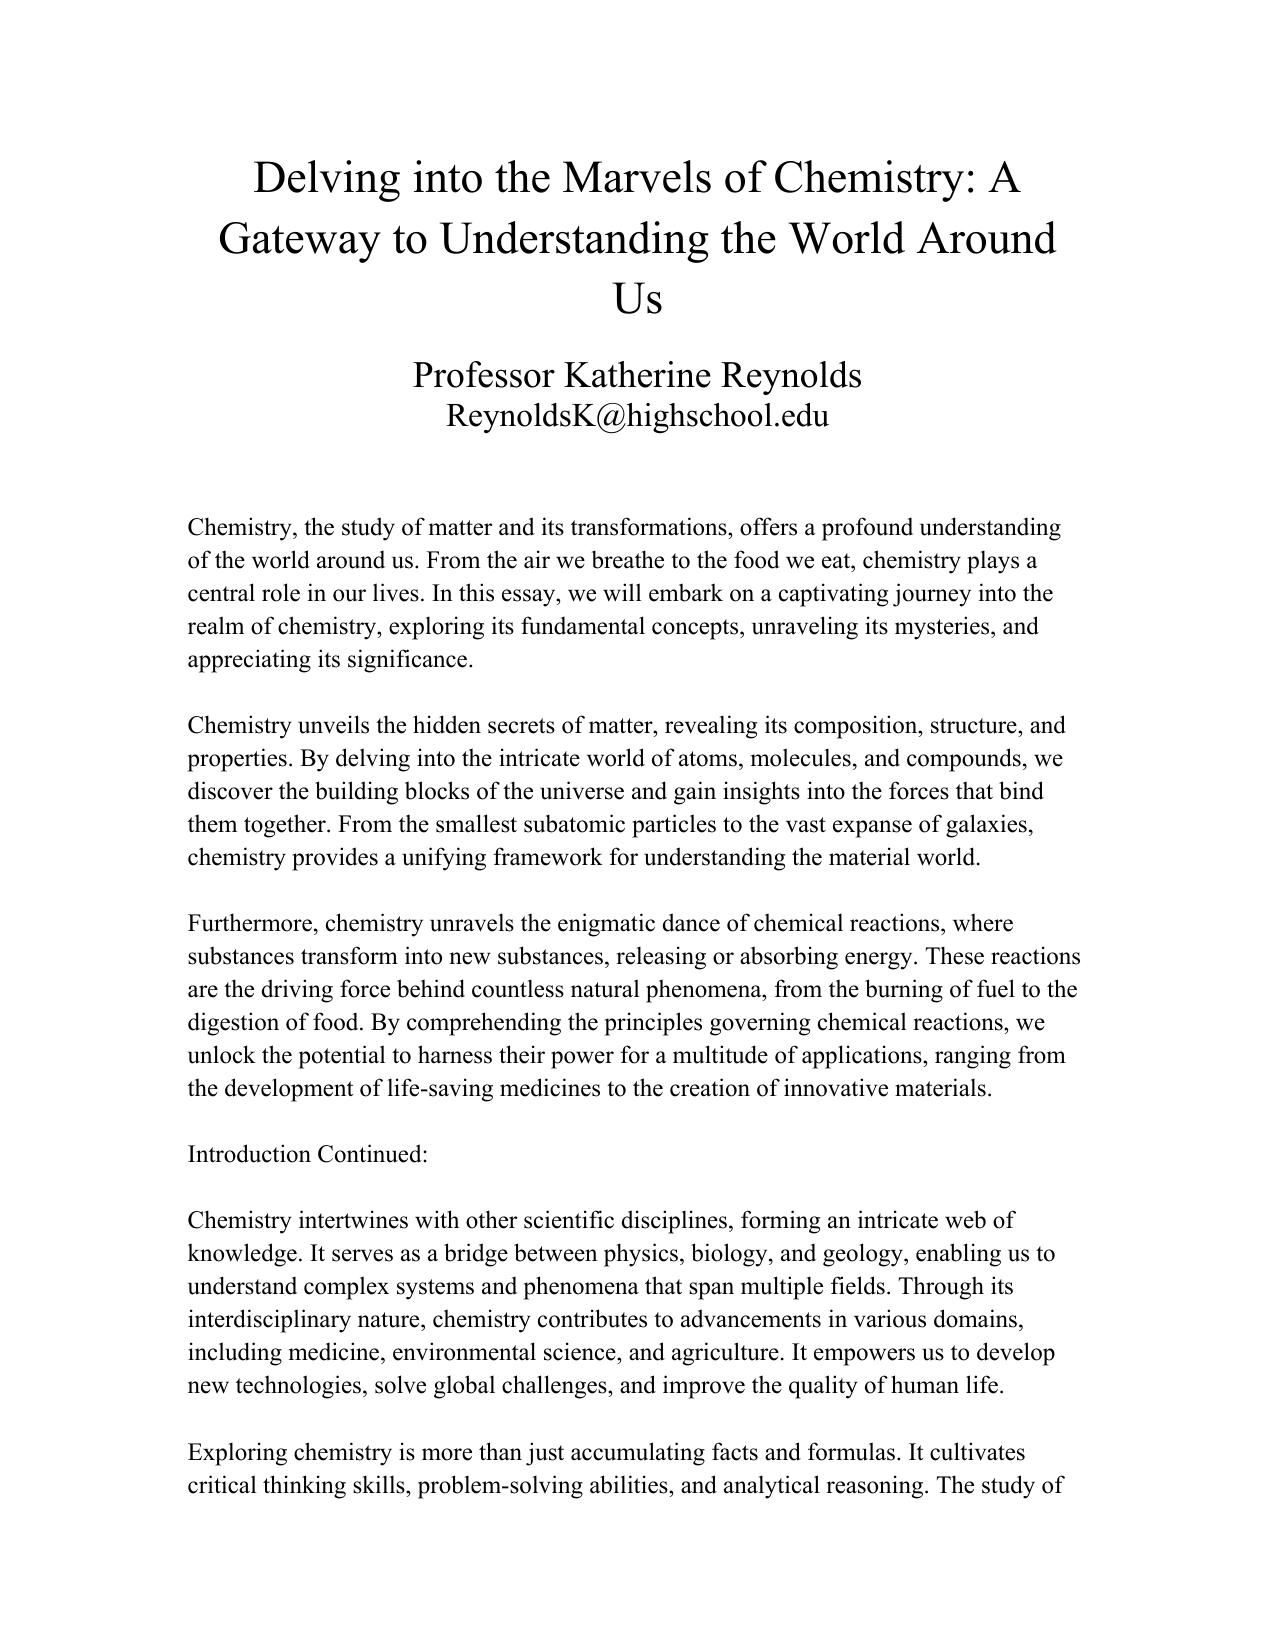 Delving into the Marvels of Chemistry: A
Gateway to Understanding the World Around
Us
Professor Katherine Reynolds
ReynoldsK@highschool.edu
Chemistry, the study of matter and its transformations, offers a profound understanding
of the world around us. From the air we breathe to the food we eat, chemistry plays a
central role in our lives. In this essay, we will embark on a captivating journey into the
realm of chemistry, exploring its fundamental concepts, unraveling its mysteries, and
appreciating its significance.
Chemistry unveils the hidden secrets of matter, revealing its composition, structure, and
properties. By delving into the intricate world of atoms, molecules, and compounds, we
discover the building blocks of the universe and gain insights into the forces that bind
them together. From the smallest subatomic particles to the vast expanse of galaxies,
chemistry provides a unifying framework for understanding the material world.
Furthermore, chemistry unravels the enigmatic dance of chemical reactions, where
substances transform into new substances, releasing or absorbing energy. These reactions
are the driving force behind countless natural phenomena, from the burning of fuel to the
digestion of food. By comprehending the principles governing chemical reactions, we
unlock the potential to harness their power for a multitude of applications, ranging from
the development of life-saving medicines to the creation of innovative materials.
Introduction Continued:
Chemistry intertwines with other scientific disciplines, forming an intricate web of
knowledge. It serves as a bridge between physics, biology, and geology, enabling us to
understand complex systems and phenomena that span multiple fields. Through its
interdisciplinary nature, chemistry contributes to advancements in various domains,
including medicine, environmental science, and agriculture. It empowers us to develop
new technologies, solve global challenges, and improve the quality of human life.
Exploring chemistry is more than just accumulating facts and formulas. It cultivates
critical thinking skills, problem-solving abilities, and analytical reasoning. The study of